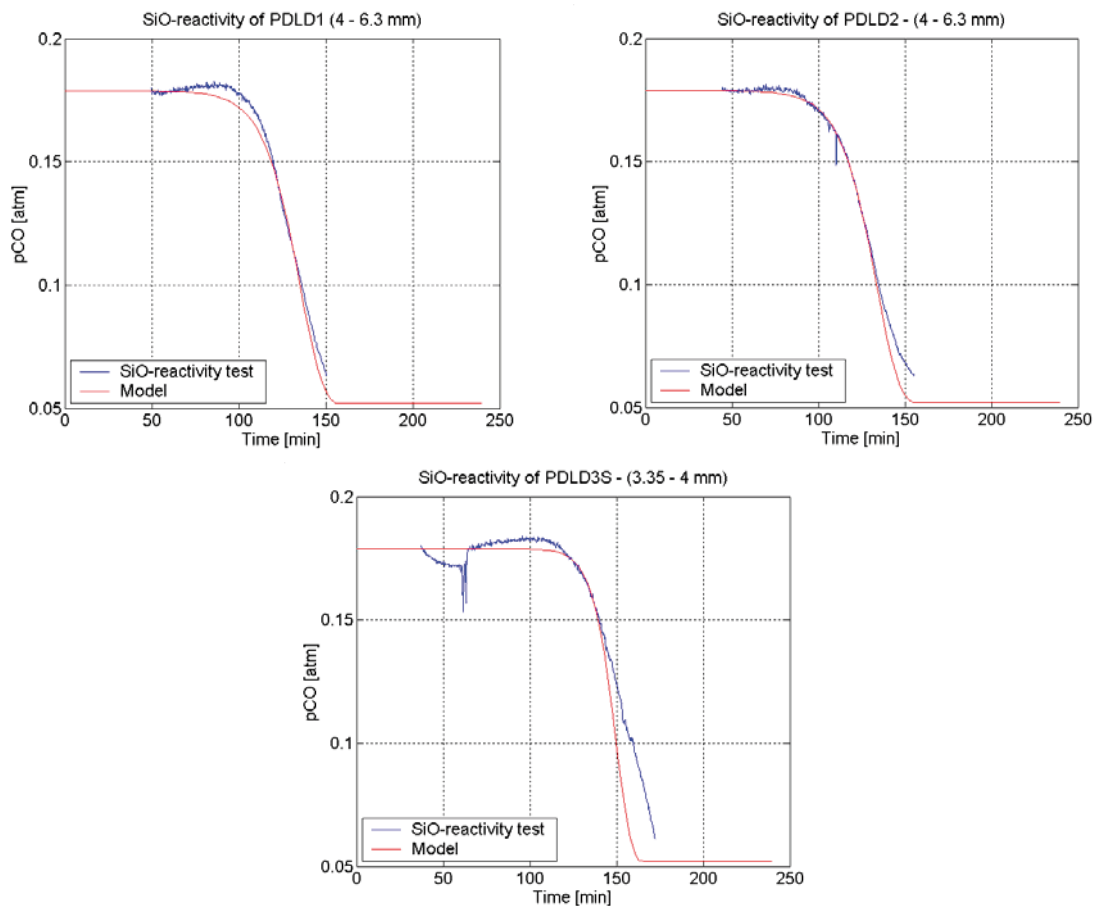 SiO-reactivity of PDLD1 (4 - 6.3 mm)
0.2
0.15
0.1
0.05
pCO [atm]
SiO-reactivity test
Model
0 50 100 150 200 250
Time [min]
SiO-reactivity of PDLD2 - (4 - 6.3 mm)
0.2
0.15
0.1
0.05
pCO [atm]
SiO-reactivity test
Model
0 50 100 150 200 250
Time [min]
SiO-reactivity of PDLD3S - (3.35 - 4 mm)
0.2
0.15
0.1
0.05
pCO [atm]
SiO-reactivity test
Model
0 50 100 150 200 250
Time [min]